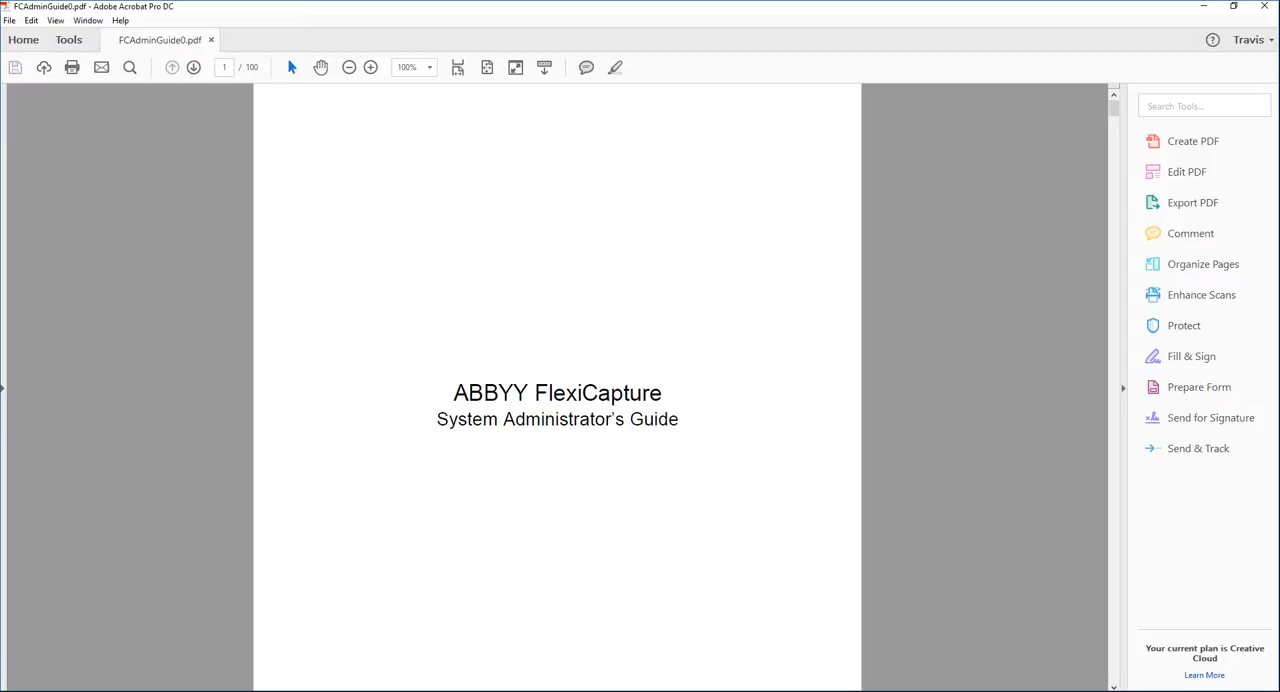 FCAdminGuide0.pdf - Adobe Acrobat Pro DC
File Edit View Window Help
Home Tools FCAdminGuide0.pdf × Travis
1 / 100 100%
Search Tools...
Create PDF
Edit PDF
Export PDF
Comment
Organize Pages
Enhance Scans
Protect
Fill & Sign
Prepare Form
Send for Signature
Send & Track
ABBYY FlexiCapture
System Administrator's Guide
Your current plan is Creative
Cloud
Learn More